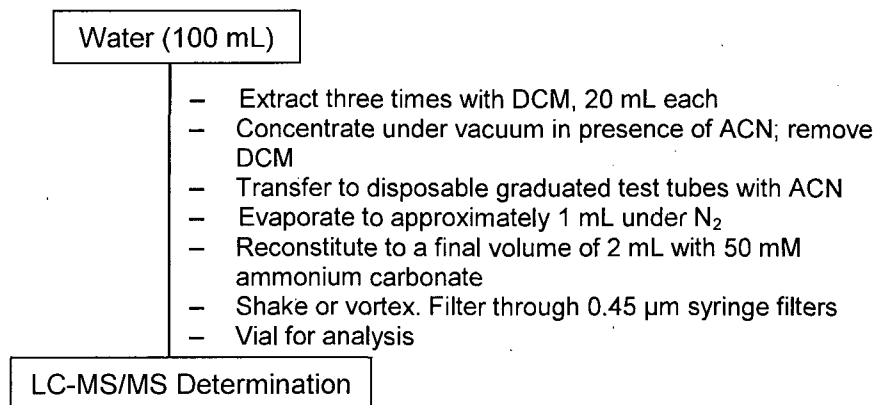 Water (100 mL)
– Extract three times with DCM, 20 mL each
– Concentrate under vacuum in presence of ACN; remove
DCM
– Transfer to disposable graduated test tubes with ACN
– Evaporate to approximately 1 mL under N₂
– Reconstitute to a final volume of 2 mL with 50 mM
ammonium carbonate
– Shake or vortex. Filter through 0.45 µm syringe filters
– Vial for analysis
LC-MS/MS Determination